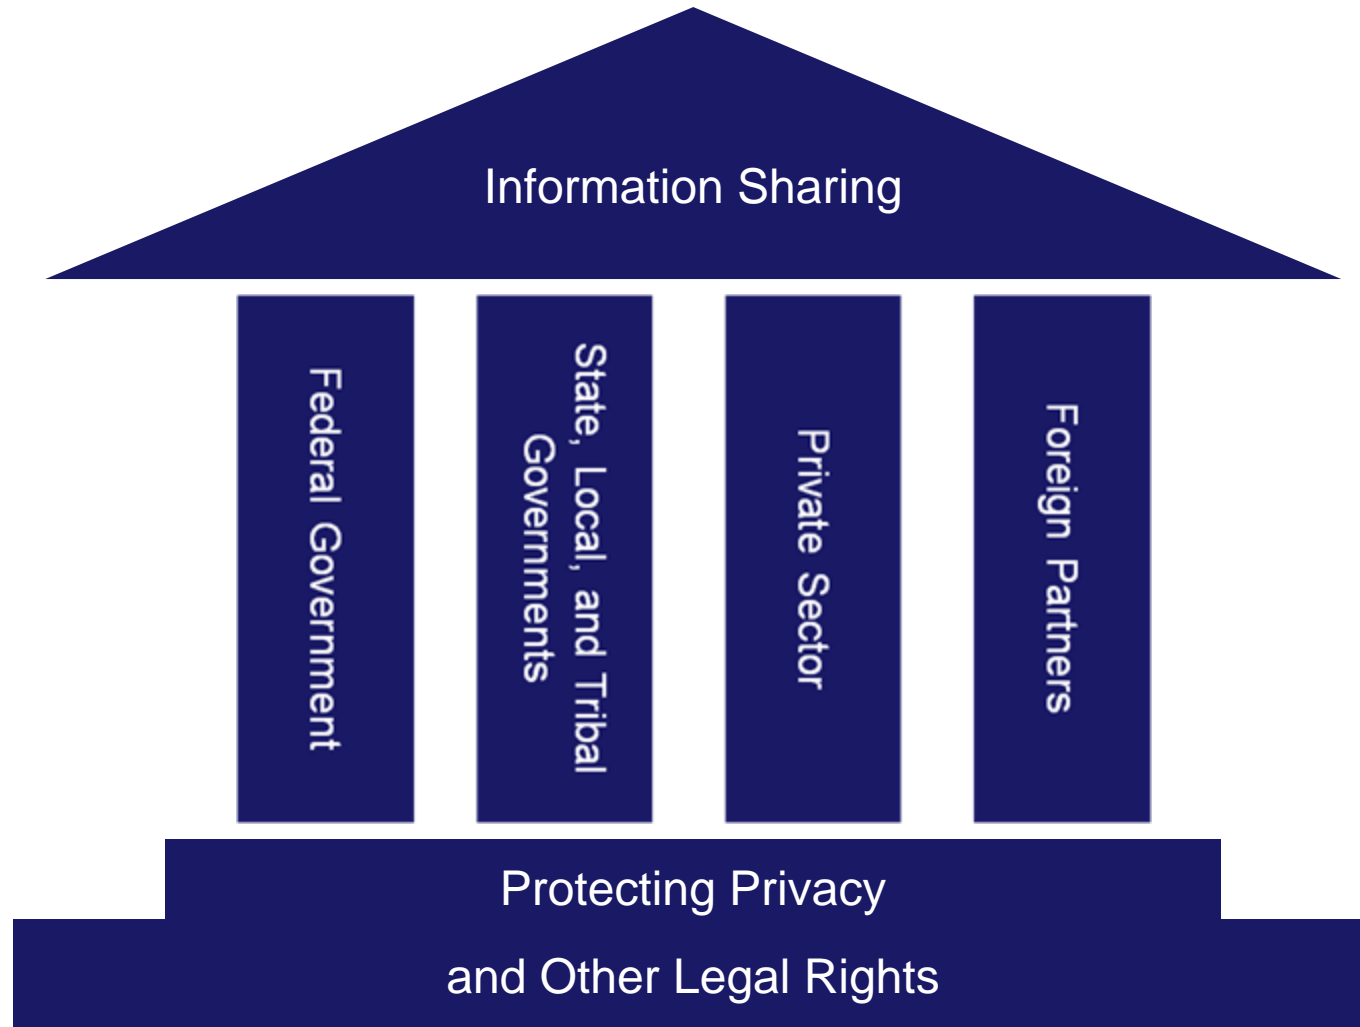 Information Sharing
Federal Government
State, Local, and Tribal
Governments
Private Sector
Foreign Partners
Protecting Privacy
and Other Legal Rights